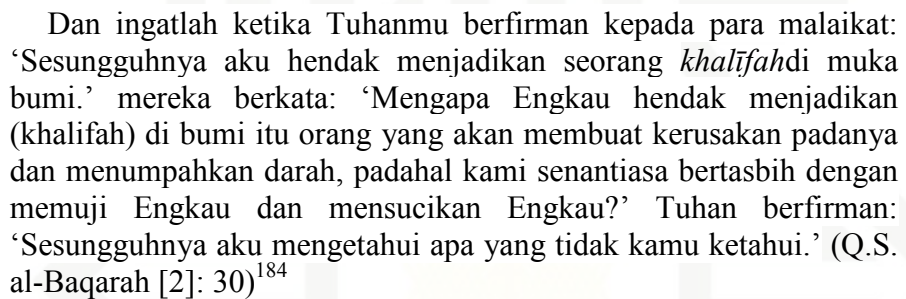 Dan ingatlah ketika Tuhanmu berfirman kepada para malaikat:
‘Sesungguhnya aku hendak menjadikan seorang khalīfahdi muka
bumi.’ mereka berkata: ‘Mengapa Engkau hendak menjadikan
(khalifah) di bumi itu orang yang akan membuat kerusakan padanya
dan menumpahkan darah, padahal kami senantiasa bertasbih dengan
memuji Engkau dan mensucikan Engkau?’ Tuhan berfirman:
‘Sesungguhnya aku mengetahui apa yang tidak kamu ketahui.’ (Q.S.
al-Baqarah [2]: 30)184